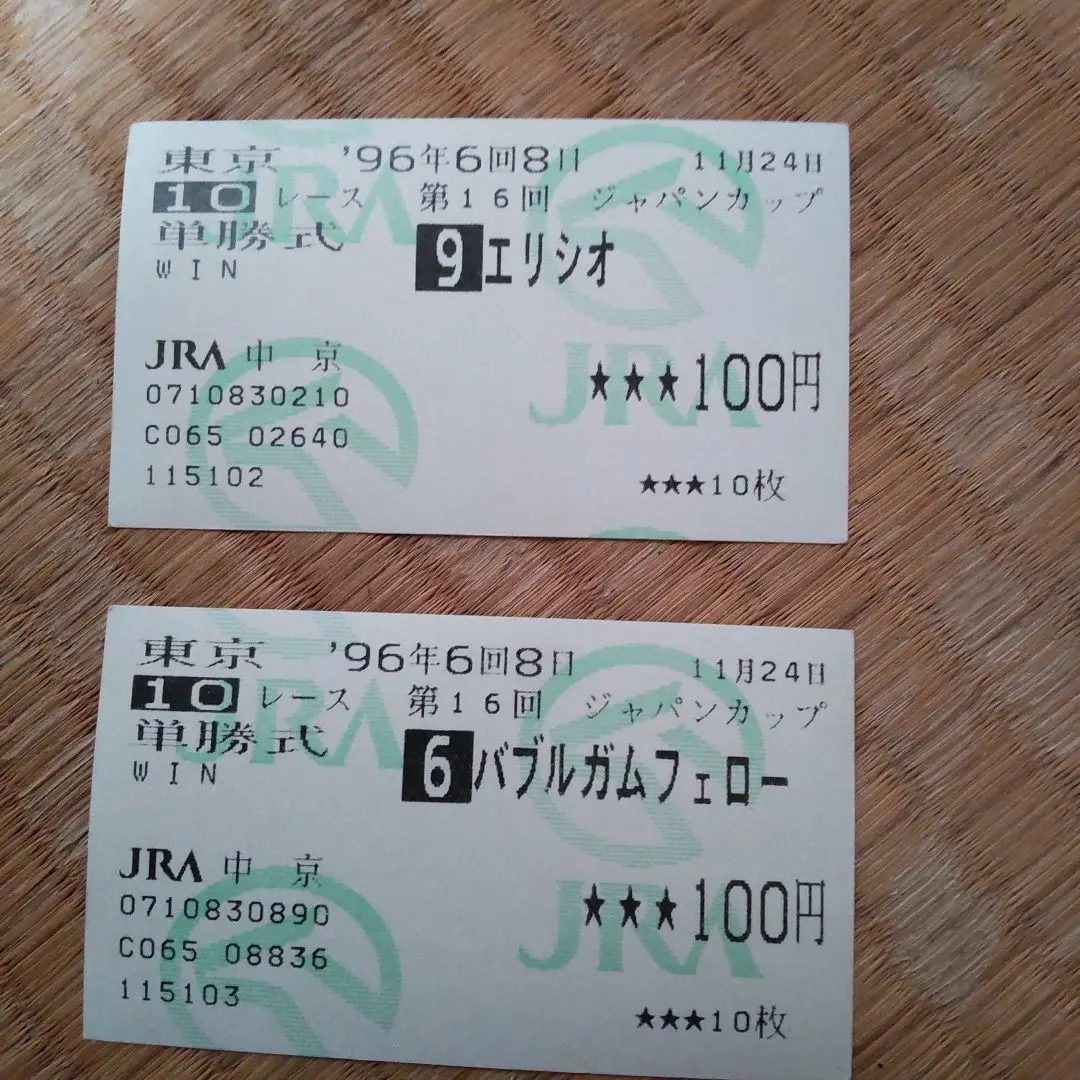 東京 '96年6回8日 11月24日
10 レース 第16回 ジャパンカップ
単勝式 9 エリシオ
WIN
JRA 中京
0710830210
★★★100円
C065 02640
115102
★★★10枚
JRA
JRA
東京 '96年6回8日 11月24日
10 レース 第16回 ジャパンカップ
単勝式 6 バブルガムフェロー
WIN
JRA 中京
0710830890
★★★100円
C065 08836
115103
★★★10枚
JRA
JRA